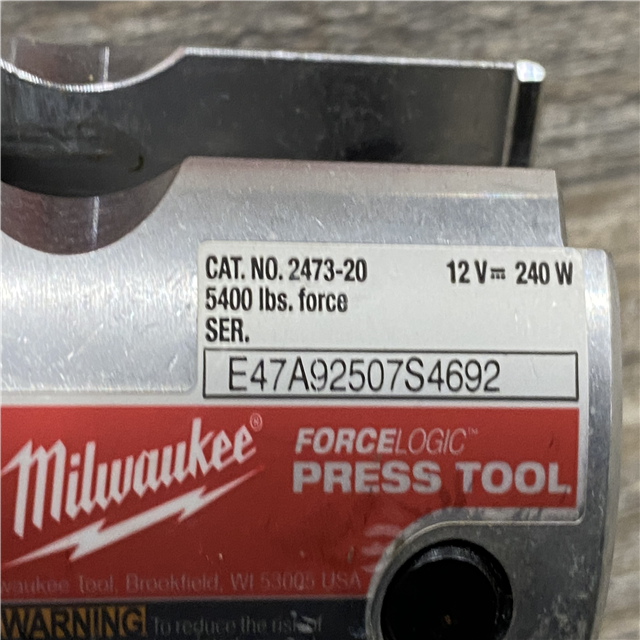 CAT. NO. 2473-20 12 V⎓ 240 W
5400 lbs. force
SER.
E47A92507S4692
Milwaukee® FORCELOGIC™
PRESS TOOL
waukee Tool, Brookfield, WI 53005 USA
WARNING To reduce the risk of